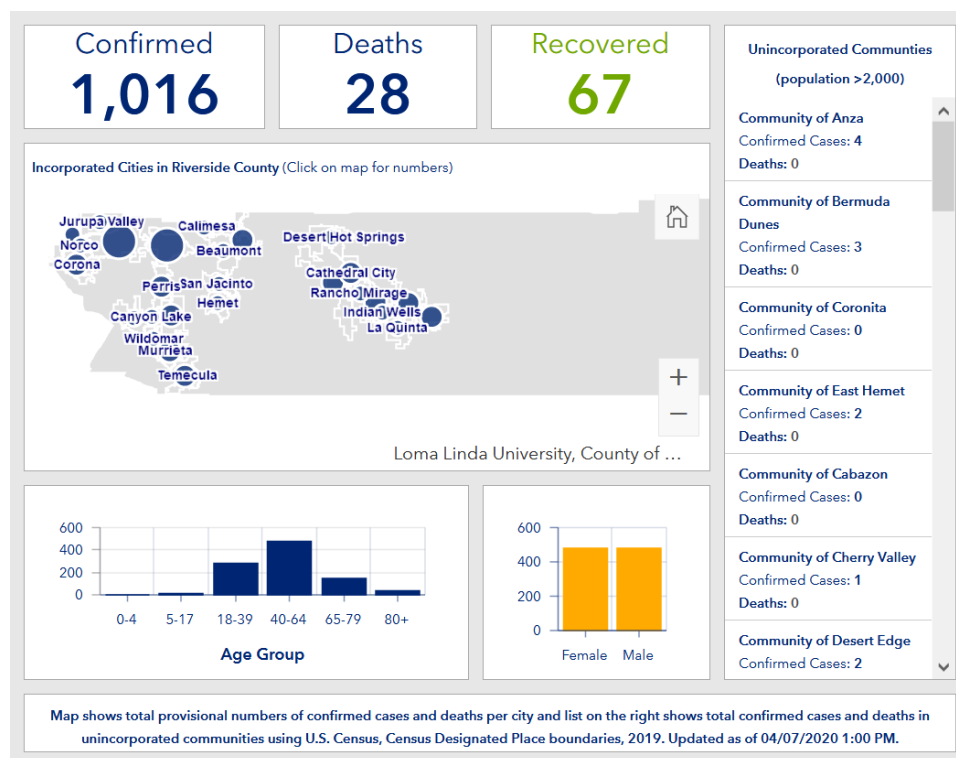 Confirmed
1,016
Deaths
28
Recovered
67
Incorporated Cities in Riverside County (Click on map for numbers)
Jurupa Valley
Calimesa
Norco
Beaumont
Corona
Desert Hot Springs
Cathedral City
Perris
San Jacinto
Rancho Mirage
Hemet
Canyon Lake
Indian Wells
La Quinta
Wildomar
Murrieta
Temecula
+
−
Loma Linda University, County of ...
600
400
200
0
0-4
5-17
18-39
40-64
65-79
80+
Age Group
600
400
200
0
Female
Male
Unincorporated Communties
(population >2,000)
Community of Anza
Confirmed Cases: 4
Deaths: 0
Community of Bermuda
Dunes
Confirmed Cases: 3
Deaths: 0
Community of Coronita
Confirmed Cases: 0
Deaths: 0
Community of East Hemet
Confirmed Cases: 2
Deaths: 0
Community of Cabazon
Confirmed Cases: 0
Deaths: 0
Community of Cherry Valley
Confirmed Cases: 1
Deaths: 0
Community of Desert Edge
Confirmed Cases: 2
Map shows total provisional numbers of confirmed cases and deaths per city and list on the right shows total confirmed cases and deaths in
unincorporated communities using U.S. Census, Census Designated Place boundaries, 2019. Updated as of 04/07/2020 1:00 PM.